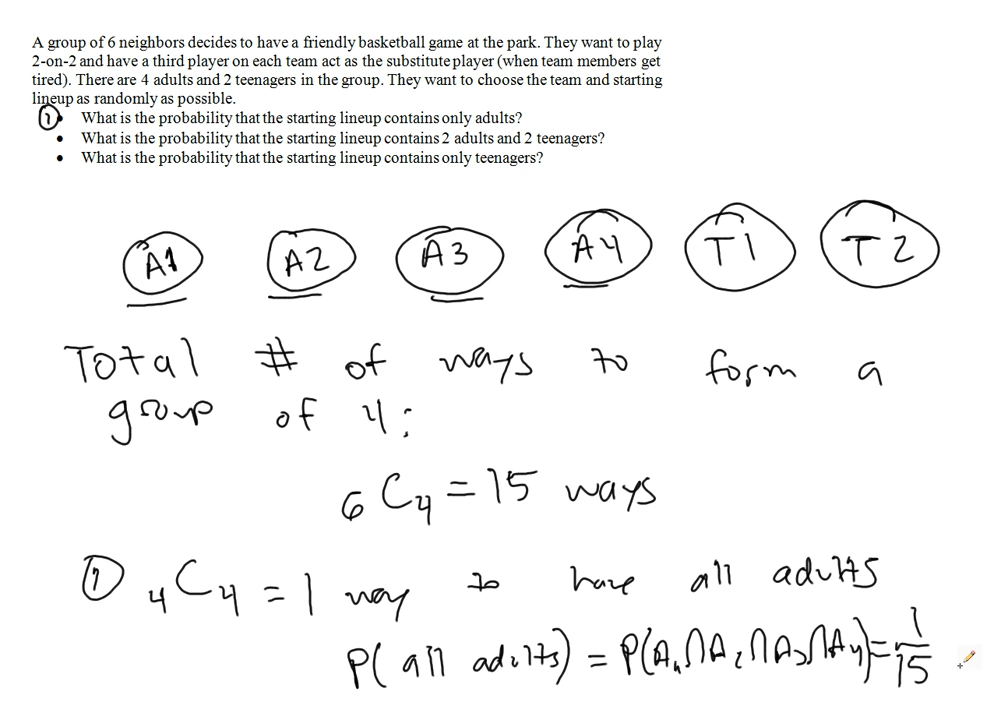 A group of 6 neighbors decides to have a friendly basketball game at the park. They want to play
2-on-2 and have a third player on each team act as the substitute player (when team members get
tired). There are 4 adults and 2 teenagers in the group. They want to choose the team and starting
lineup as randomly as possible.
① • What is the probability that the starting lineup contains only adults?
• What is the probability that the starting lineup contains 2 adults and 2 teenagers?
• What is the probability that the starting lineup contains only teenagers?
A1 A2 A3 A4 T1 T2
Total # of ways to form a
group of 4:
₆C₄ = 15 ways
① ₄C₄ = 1 way to have all adults
P(all adults) = P(A₁∩A₂∩A₃∩A₄) = 1/15